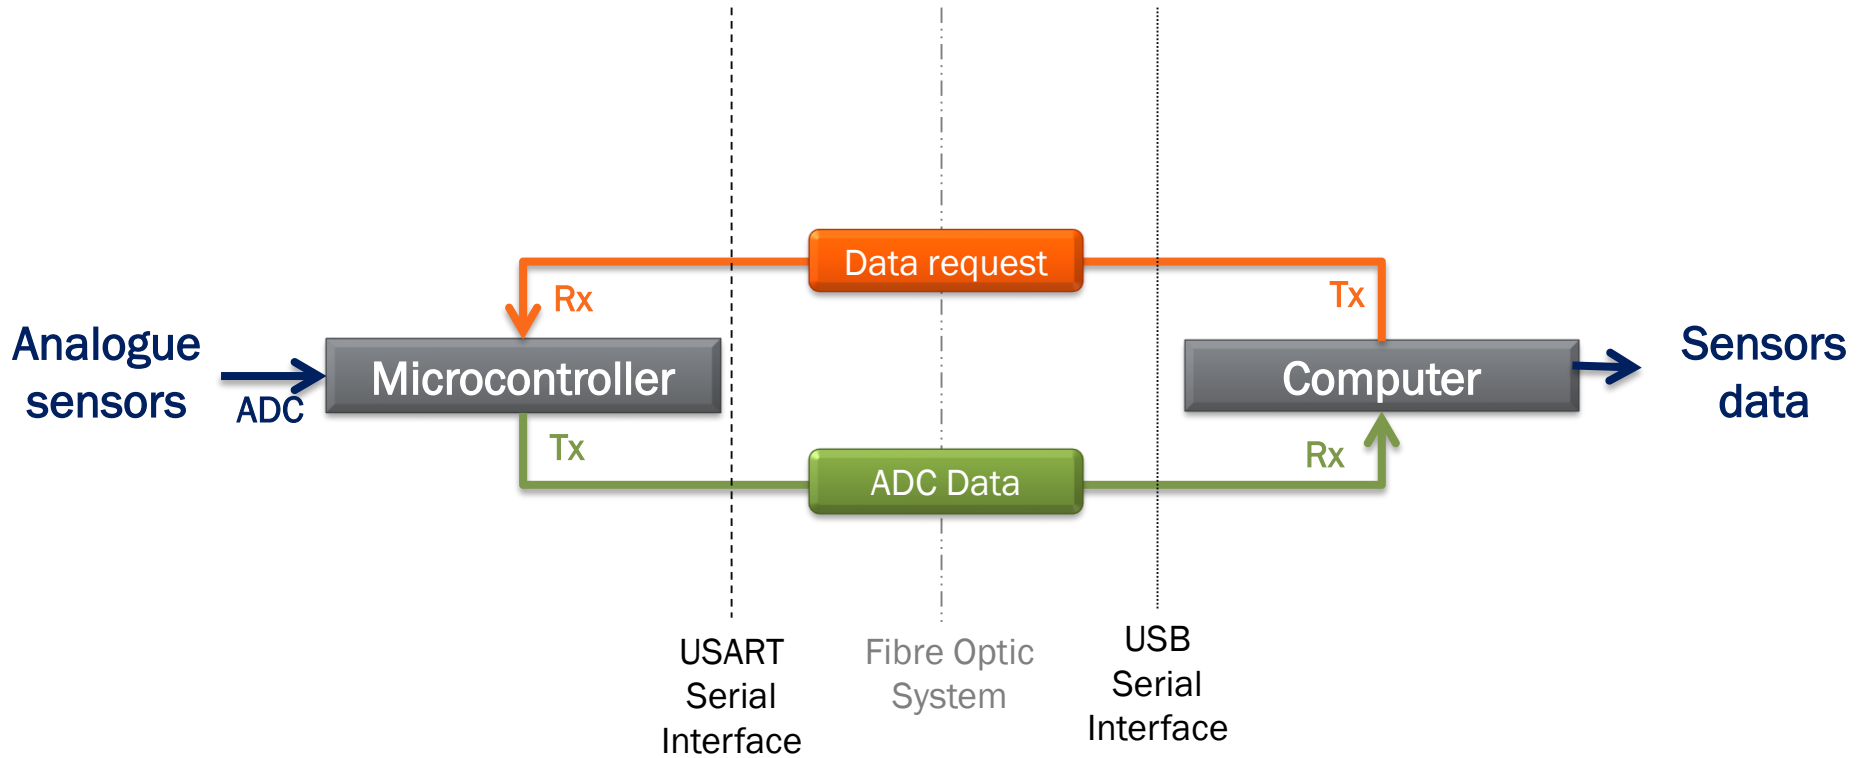 Data request
Rx
Tx
Analogue
sensors
ADC
Microcontroller
Computer
Sensors
data
Tx
Rx
ADC Data
USART
Serial
Interface
Fibre Optic
System
USB
Serial
Interface